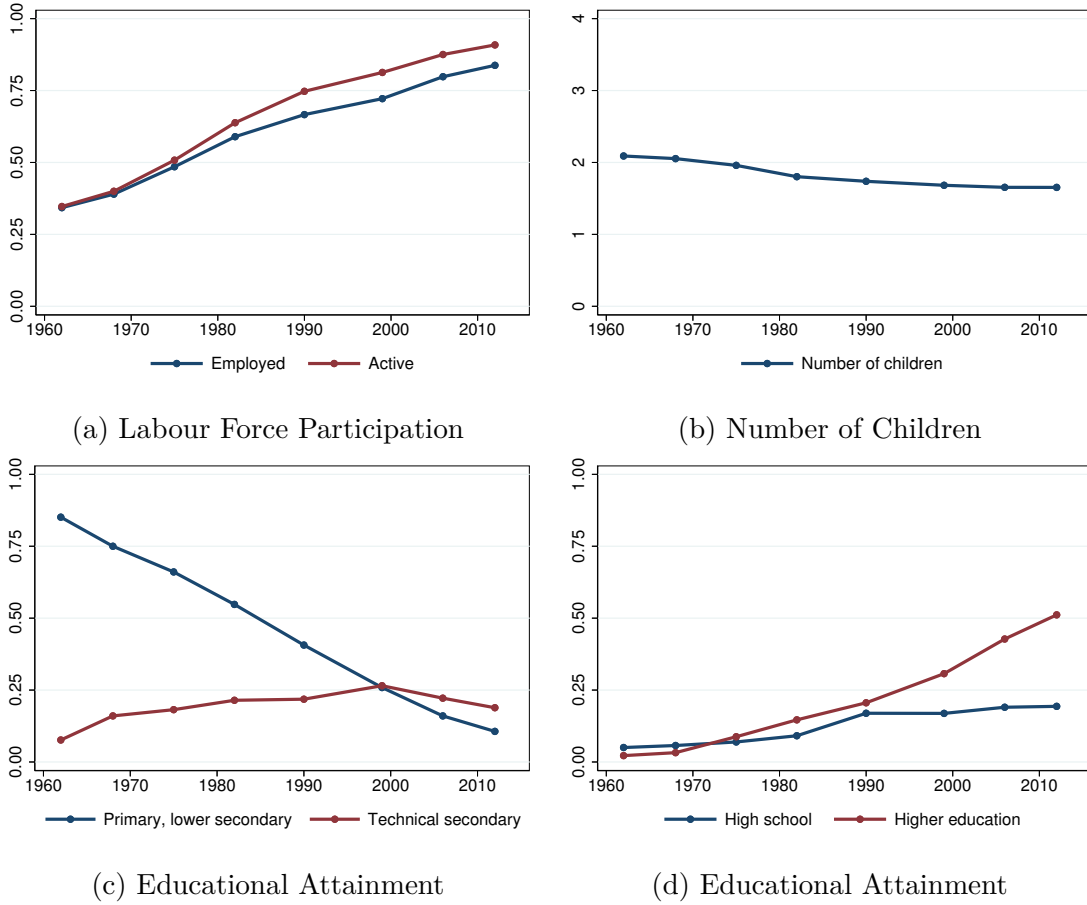 1.00
0.75
0.50
0.25
0.00
1960 1970 1980 1990 2000 2010
Employed Active
(a) Labour Force Participation
4
3
2
1
0
1960 1970 1980 1990 2000 2010
Number of children
(b) Number of Children
1.00
0.75
0.50
0.25
0.00
1960 1970 1980 1990 2000 2010
Primary, lower secondary Technical secondary
(c) Educational Attainment
1.00
0.75
0.50
0.25
0.00
1960 1970 1980 1990 2000 2010
High school Higher education
(d) Educational Attainment